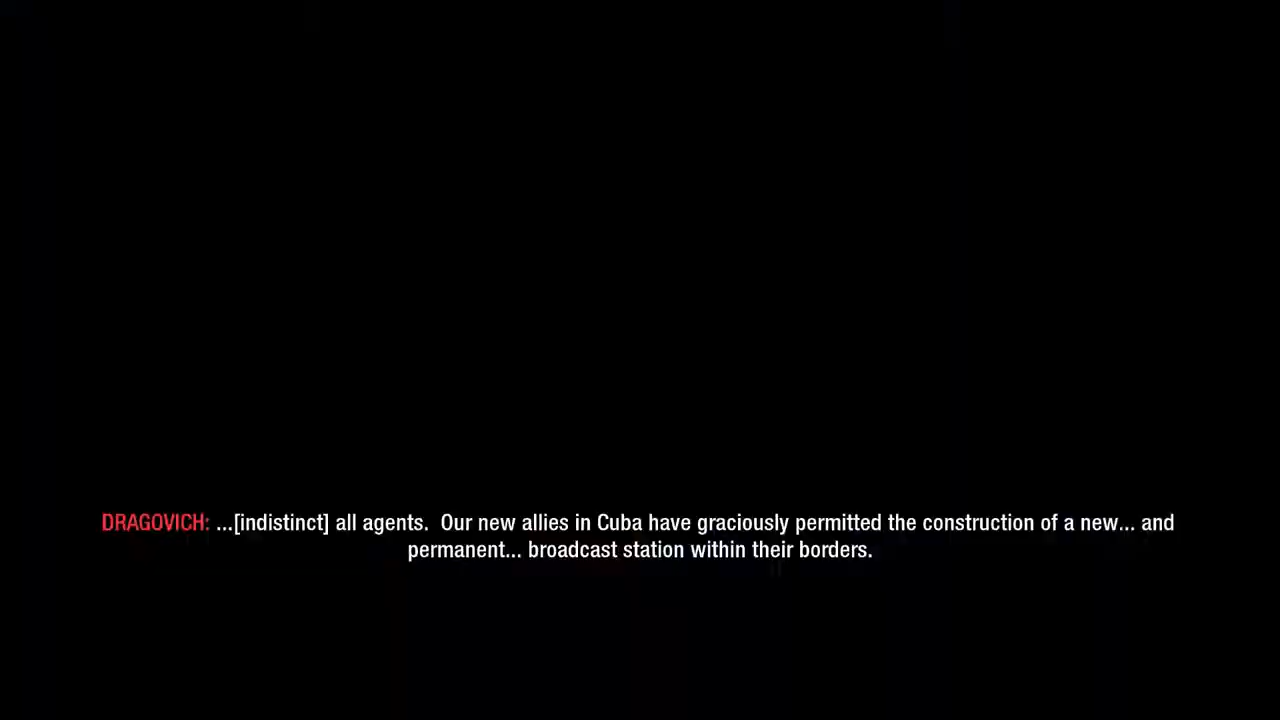 DRAGOVICH: ...[indistinct] all agents.  Our new allies in Cuba have graciously permitted the construction of a new... and
permanent... broadcast station within their borders.